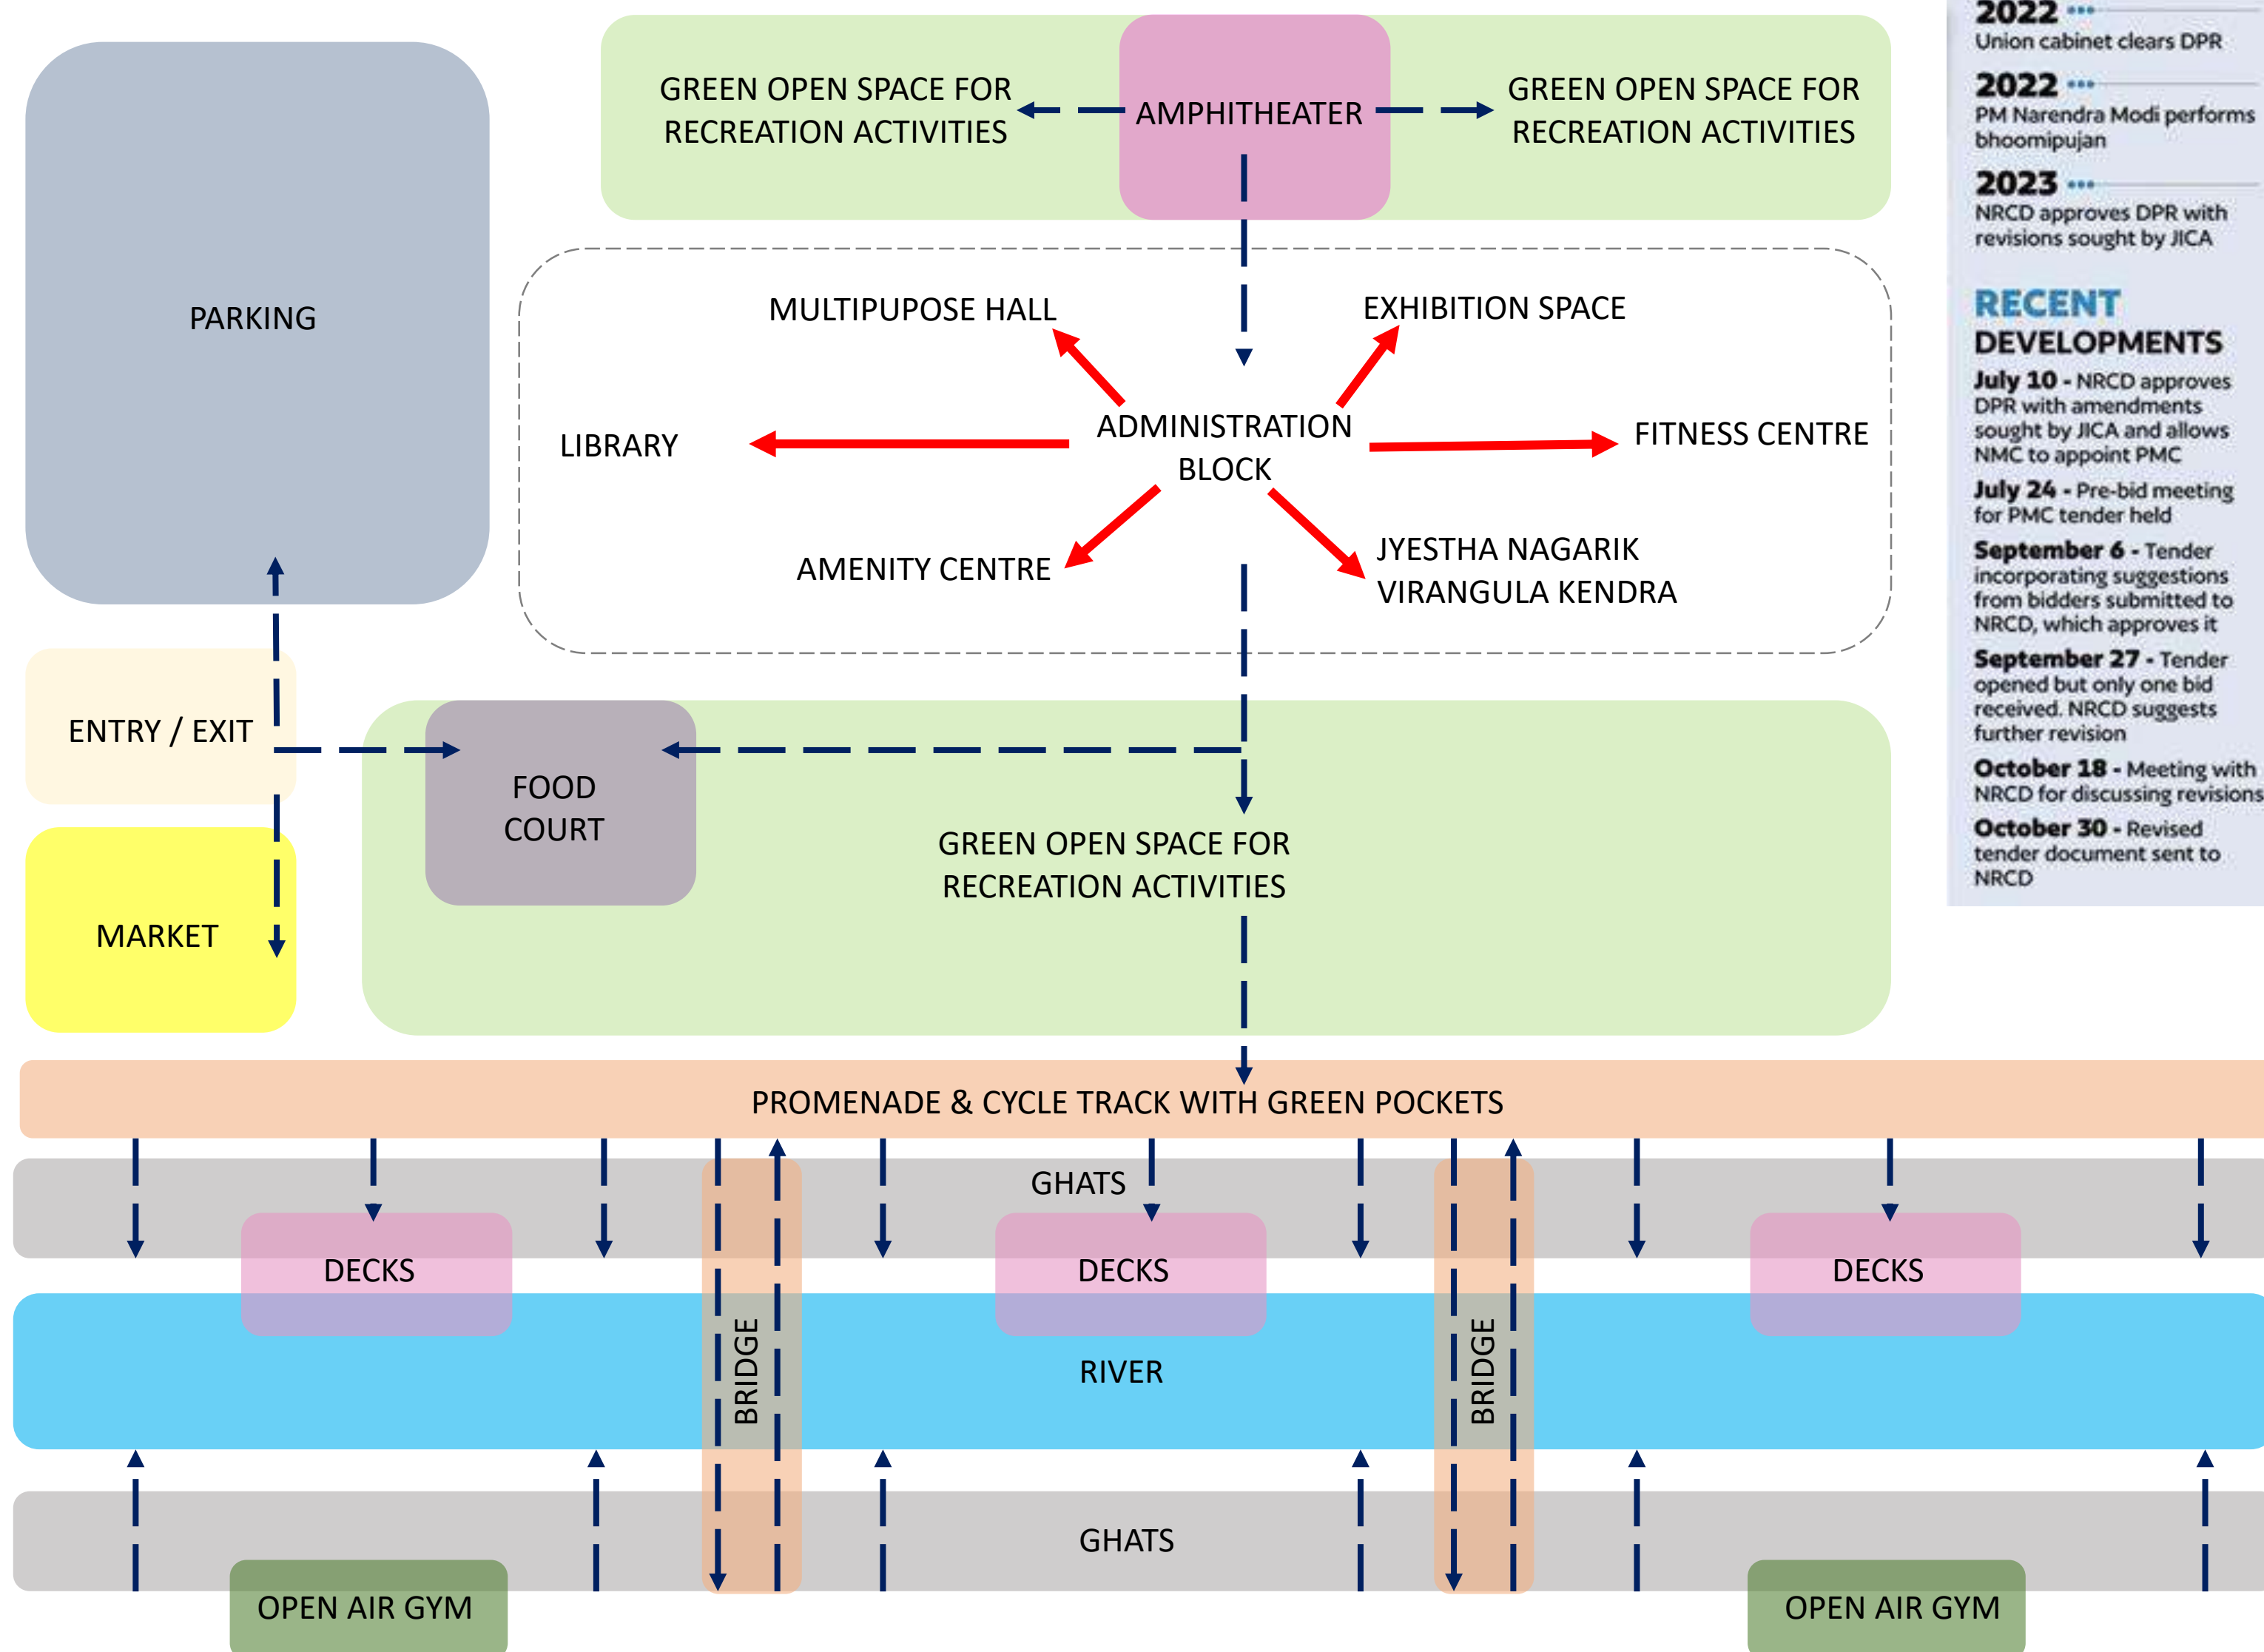 GREEN OPEN SPACE FOR
RECREATION ACTIVITIES
AMPHITHEATER
GREEN OPEN SPACE FOR
RECREATION ACTIVITIES
PARKING
MULTIPUPOSE HALL
EXHIBITION SPACE
LIBRARY
ADMINISTRATION
BLOCK
FITNESS CENTRE
AMENITY CENTRE
JYESTHA NAGARIK
VIRANGULA KENDRA
ENTRY / EXIT
FOOD
COURT
GREEN OPEN SPACE FOR
RECREATION ACTIVITIES
MARKET
PROMENADE & CYCLE TRACK WITH GREEN POCKETS
GHATS
DECKS
DECKS
DECKS
BRIDGE
BRIDGE
RIVER
GHATS
OPEN AIR GYM
OPEN AIR GYM
2022
Union cabinet clears DPR
2022
PM Narendra Modi performs
bhoomipujan
2023
NRCD approves DPR with
revisions sought by JICA
RECENT
DEVELOPMENTS
July 10 - NRCD approves
DPR with amendments
sought by JICA and allows
NMC to appoint PMC
July 24 - Pre-bid meeting
for PMC tender held
September 6 - Tender
incorporating suggestions
from bidders submitted to
NRCD, which approves it
September 27 - Tender
opened but only one bid
received. NRCD suggests
further revision
October 18 - Meeting with
NRCD for discussing revisions
October 30 - Revised
tender document sent to
NRCD